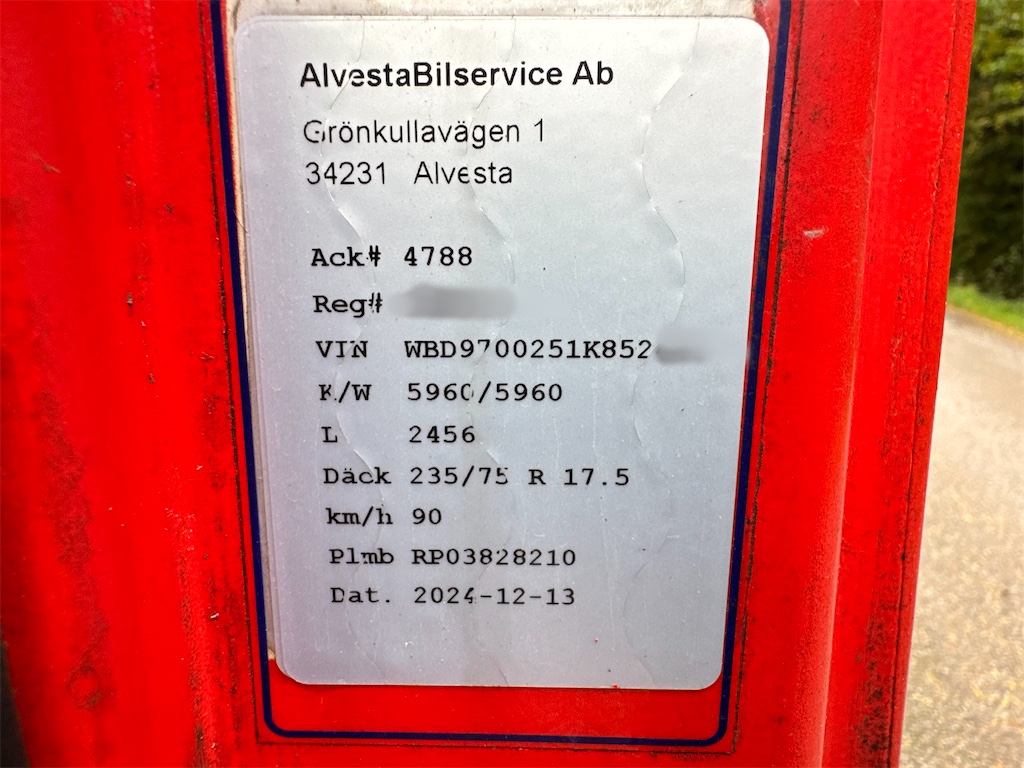 AlvestaBilservice Ab
Grönkullavägen 1
34231 Alvesta
Ack# 4788
Reg#
VIN WBD9700251K852
K/W 5960/5960
L 2456
Däck 235/75 R 17.5
km/h 90
Plmb RP03828210
Dat. 2024-12-13